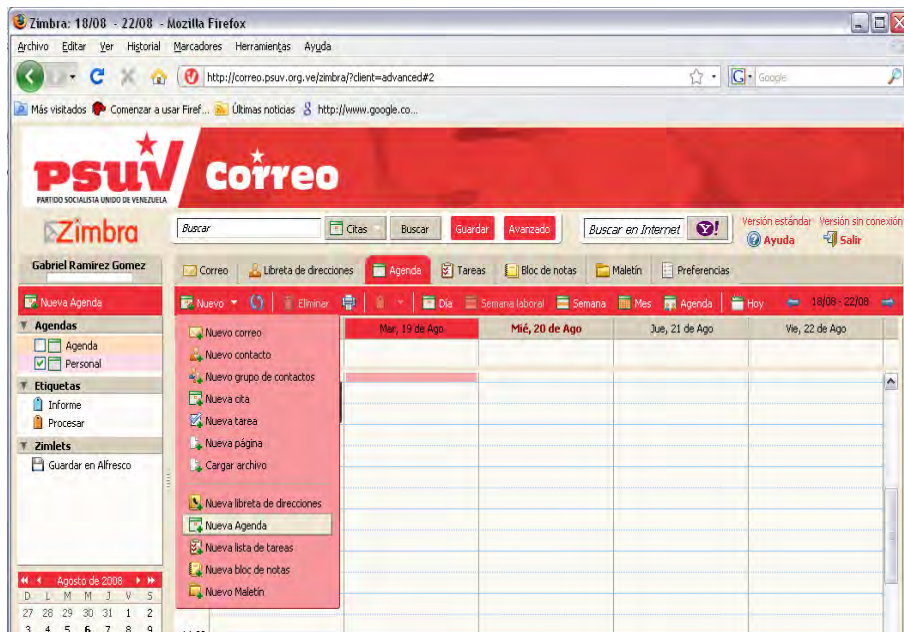 Zimbra: 18/08 - 22/08 - Mozilla Firefox
Archivo Editar Ver Historial Marcadores Herramientas Ayuda
http://correo.psuv.org.ve/zimbra/?client=advanced#2
G Google
Más visitados Comenzar a usar Firef... Últimas noticias http://www.google.co...
PSUV Correo
PARTIDO SOCIALISTA UNIDO DE VENEZUELA
Zimbra
Buscar Citas Buscar Guardar Avanzado Buscar en Internet Y!
Versión estándar Versión sin conexión
Ayuda Salir
Gabriel Ramirez Gomez
Correo Libreta de direcciones Agenda Tareas Bloc de notas Maletín Preferencias
Nueva Agenda
Nuevo Eliminar Día Semana laboral Semana Mes Agenda Hoy 18/08 - 22/08
Agendas
Agenda
Personal
Etiquetas
Informe
Procesar
Zimlets
Guardar en Alfresco
Nuevo correo
Nuevo contacto
Nuevo grupo de contactos
Nueva cita
Nueva tarea
Nueva página
Cargar archivo
Nueva libreta de direcciones
Nueva Agenda
Nueva lista de tareas
Nueva bloc de notas
Nuevo Maletín
Mar, 19 de Ago Mié, 20 de Ago Jue, 21 de Ago Vie, 22 de Ago
Agosto de 2008
D L M M J V S
27 28 29 30 31 1 2
3 4 5 6 7 8 9